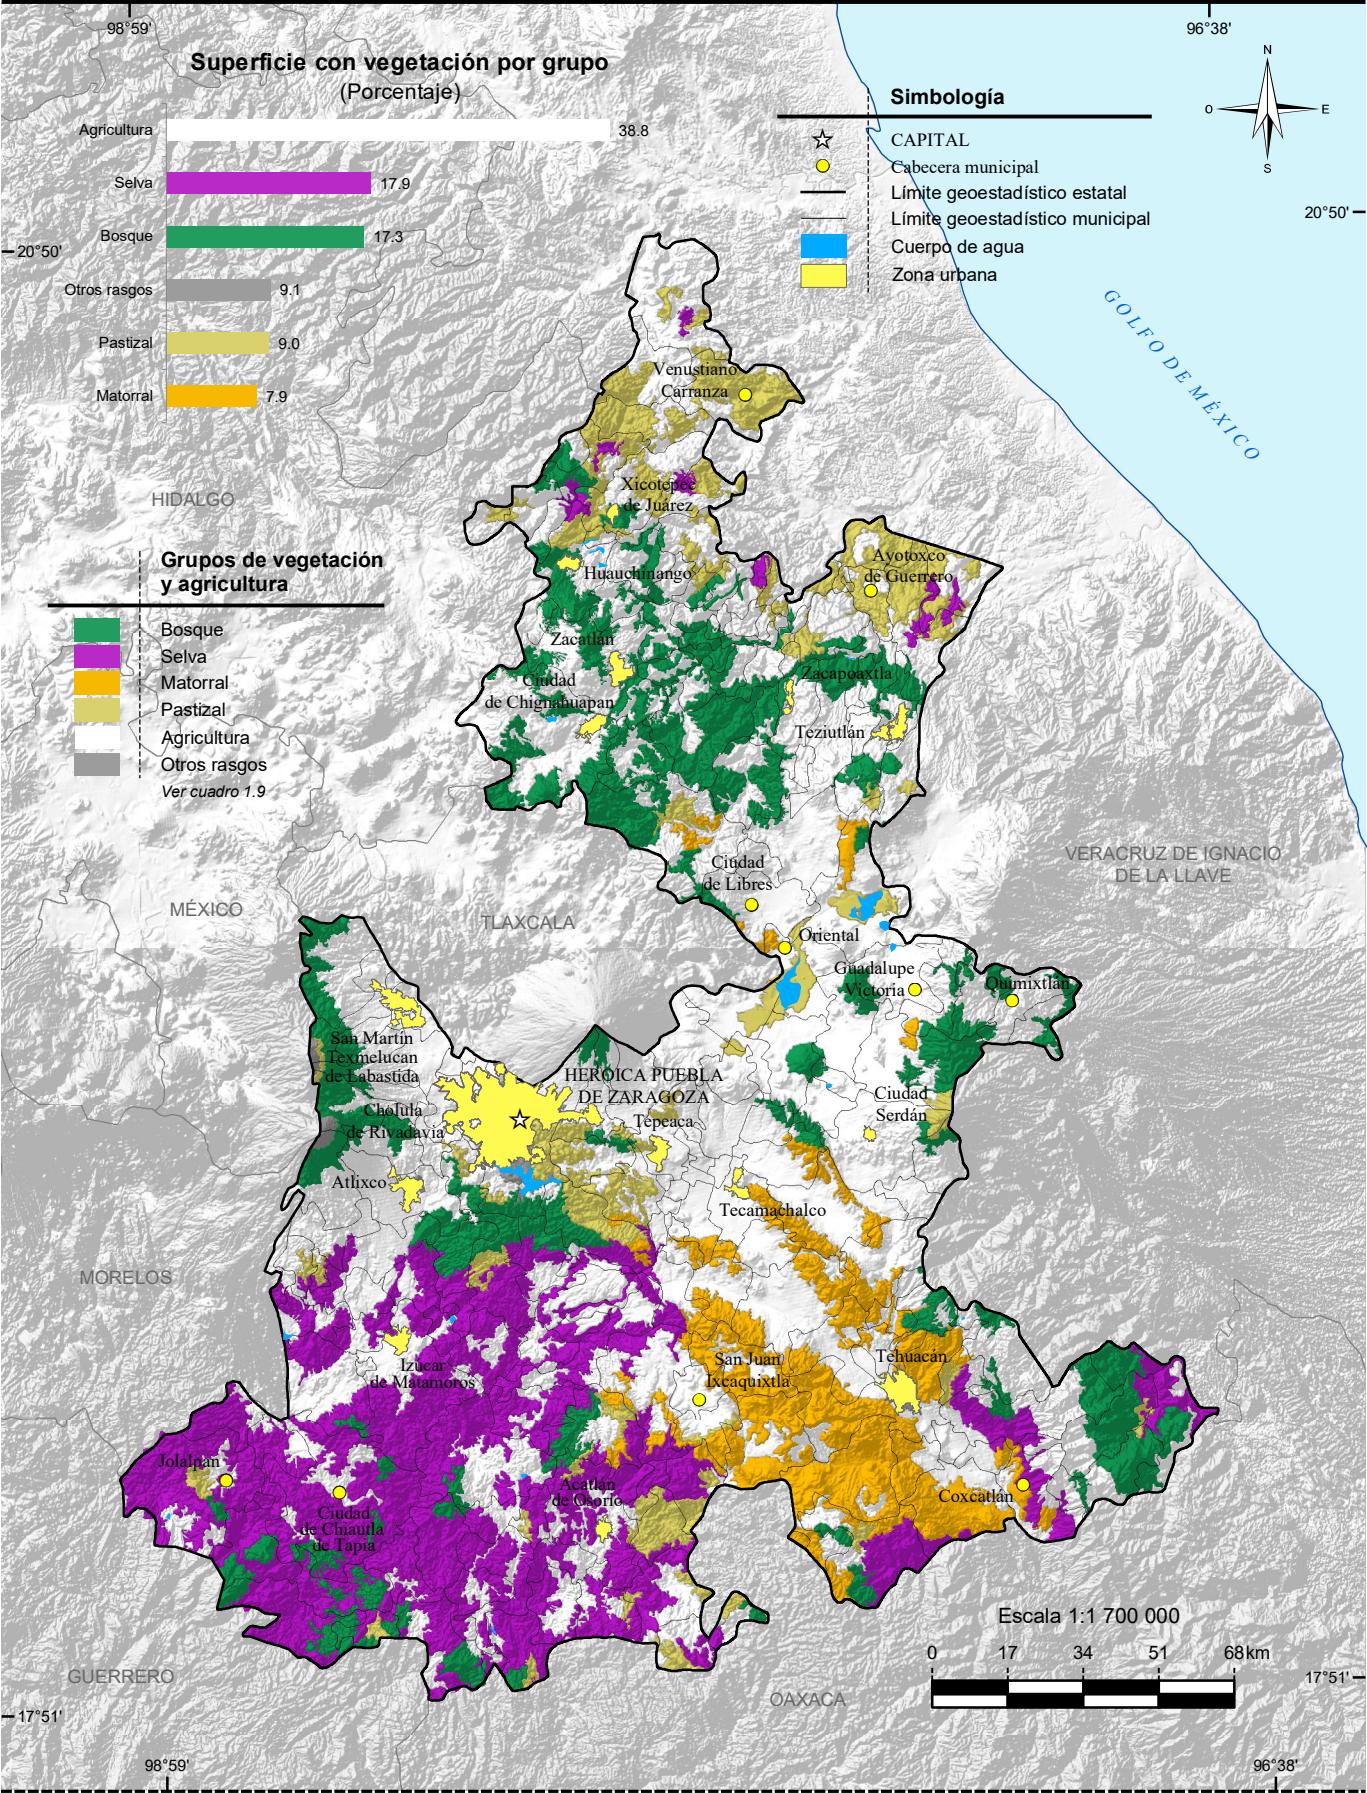 98°59'
96°38'
Superficie con vegetación por grupo
(Porcentaje)
Agricultura
38.8
Selva
17.9
Bosque
17.3
Otros rasgos
9.1
Pastizal
9.0
Matorral
7.9
Simbología
CAPITAL
Cabecera municipal
Límite geoestadístico estatal
Límite geoestadístico municipal
Cuerpo de agua
Zona urbana
N
O
E
S
20°50'
20°50'
GOLFO DE MÉXICO
Venustiano
Carranza
HIDALGO
Xicotepec
de Juárez
Grupos de vegetación
y agricultura
Bosque
Selva
Matorral
Pastizal
Agricultura
Otros rasgos
Ver cuadro 1.9
Huauchinango
Ayotoxco
de Guerrero
Zacatlán
Ciudad
de Chignahuapan
Zacapoaxtla
Teziutlán
VERACRUZ DE IGNACIO
DE LA LLAVE
Ciudad
de Libres
MÉXICO
TLAXCALA
Oriental
Guadalupe
Victoria
Quimixtlán
San Martín
Texmelucan
de Labastida
HEROICA PUEBLA
DE ZARAGOZA
Ciudad
Serdán
Cholula
de Rivadavia
Tepeaca
Atlixco
Tecamachalco
MORELOS
Izúcar
de Matamoros
San Juan
Ixcaquixtla
Tehuacán
Jolalpan
Acatlán
de Osorio
Coxcatlán
Ciudad
de Chiautla
de Tapia
Escala 1:1 700 000
0
17
34
51
68km
GUERRERO
OAXACA
17°51'
17°51'
98°59'
96°38'